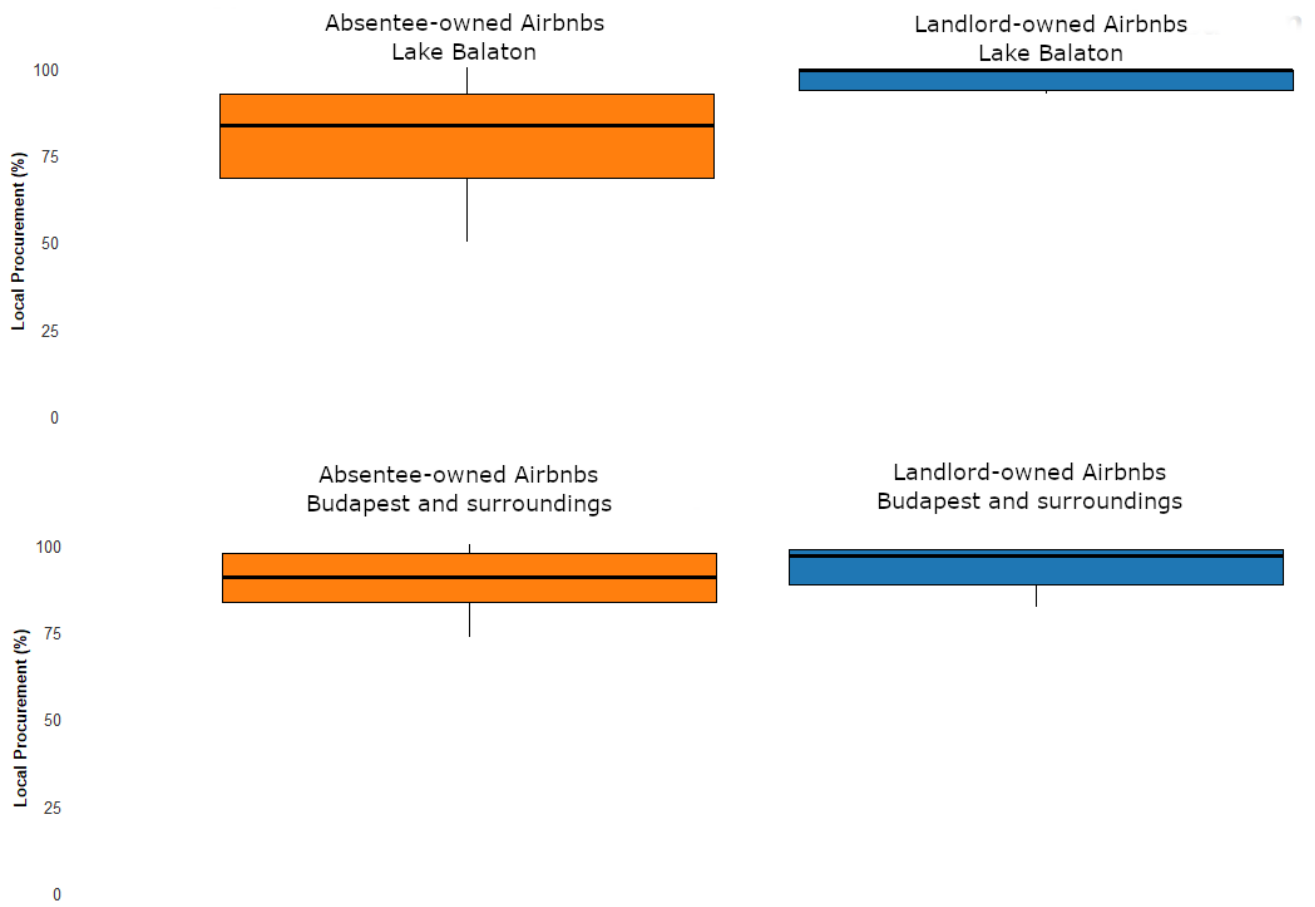 Absentee-owned Airbnbs
Lake Balaton
Landlord-owned Airbnbs
Lake Balaton
Local Procurement (%)
100
75
50
25
0
Absentee-owned Airbnbs
Budapest and surroundings
Landlord-owned Airbnbs
Budapest and surroundings
Local Procurement (%)
100
75
50
25
0